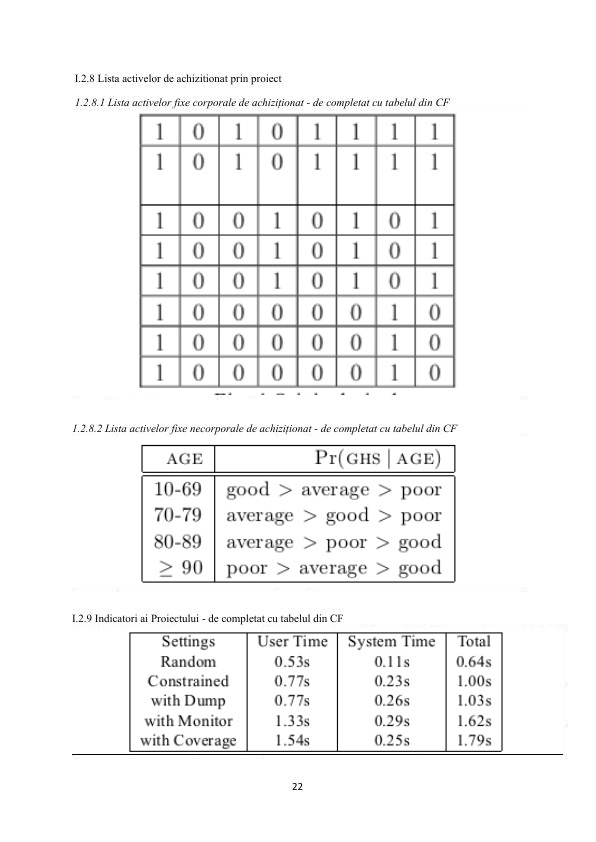 I.2.8 Lista activelor de achizitionat prin proiect
1.2.8.1 Lista activelor fixe corporale de achiziționat - de completat cu tabelul din CF
1 0 1 0 1 1 1 1
1 0 1 0 1 1 1 1
1 0 0 1 0 1 0 1
1 0 0 1 0 1 0 1
1 0 0 1 0 1 0 1
1 0 0 0 0 0 1 0
1 0 0 0 0 0 1 0
1 0 0 0 0 0 1 0
1.2.8.2 Lista activelor fixe necorporale de achiziționat - de completat cu tabelul din CF
AGE Pr(GHS | AGE)
10-69 good > average > poor
70-79 average > good > poor
80-89 average > poor > good
≥ 90 poor > average > good
I.2.9 Indicatori ai Proiectului - de completat cu tabelul din CF
Settings User Time System Time Total
Random 0.53s 0.11s 0.64s
Constrained 0.77s 0.23s 1.00s
with Dump 0.77s 0.26s 1.03s
with Monitor 1.33s 0.29s 1.62s
with Coverage 1.54s 0.25s 1.79s
22